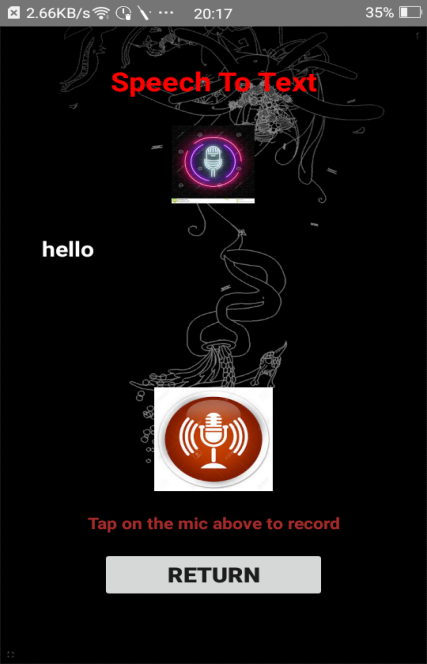 2.66KB/s 20:17 35%
Speech To Text
hello
Tap on the mic above to record
RETURN